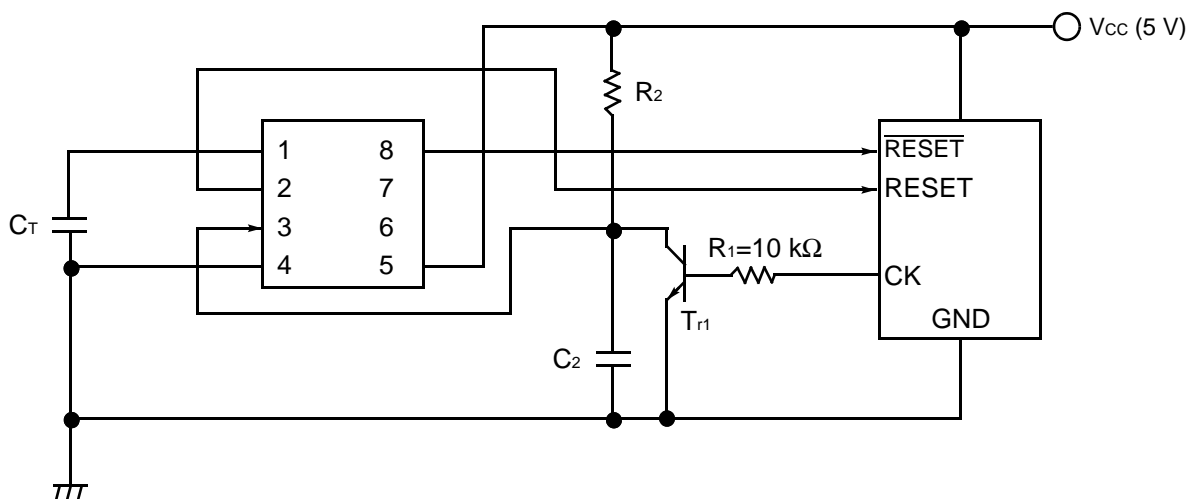 VCC (5 V)
R2
1 8
2 7
3 6
4 5
CT
RESET
RESET
R1=10 kΩ
CK
Tr1
GND
C2